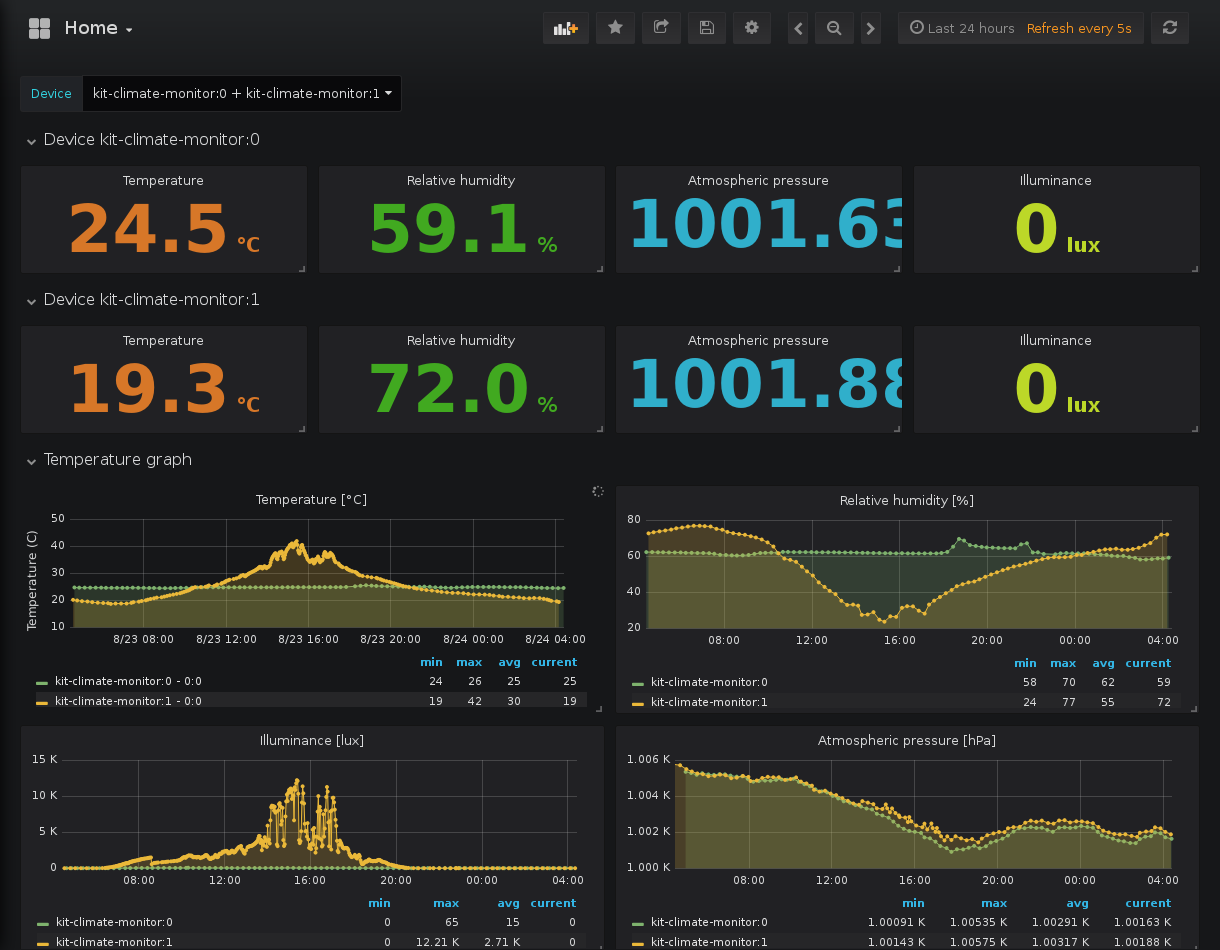 Home
Last 24 hours Refresh every 5s
Device kit-climate-monitor:0 + kit-climate-monitor:1
Device kit-climate-monitor:0
Temperature Relative humidity Atmospheric pressure Illuminance
24.5 °C 59.1 % 1001.63 0 lux
Device kit-climate-monitor:1
Temperature Relative humidity Atmospheric pressure Illuminance
19.3 °C 72.0 % 1001.88 0 lux
Temperature graph
Temperature [°C]
Temperature (C)
50
40
30
20
10
8/23 08:00 8/23 12:00 8/23 16:00 8/23 20:00 8/24 00:00 8/24 04:00
min max avg current
kit-climate-monitor:0 - 0:0 24 26 25 25
kit-climate-monitor:1 - 0:0 19 42 30 19
Relative humidity [%]
80
60
40
20
08:00 12:00 16:00 20:00 00:00 04:00
min max avg current
kit-climate-monitor:0 58 70 62 59
kit-climate-monitor:1 24 77 55 72
Illuminance [lux]
15 K
10 K
5 K
0
08:00 12:00 16:00 20:00 00:00 04:00
min max avg current
kit-climate-monitor:0 0 65 15 0
kit-climate-monitor:1 0 12.21 K 2.71 K 0
Atmospheric pressure [hPa]
1.006 K
1.004 K
1.002 K
1.000 K
08:00 12:00 16:00 20:00 00:00 04:00
min max avg current
kit-climate-monitor:0 1.00091 K 1.00535 K 1.00291 K 1.00163 K
kit-climate-monitor:1 1.00143 K 1.00575 K 1.00317 K 1.00188 K